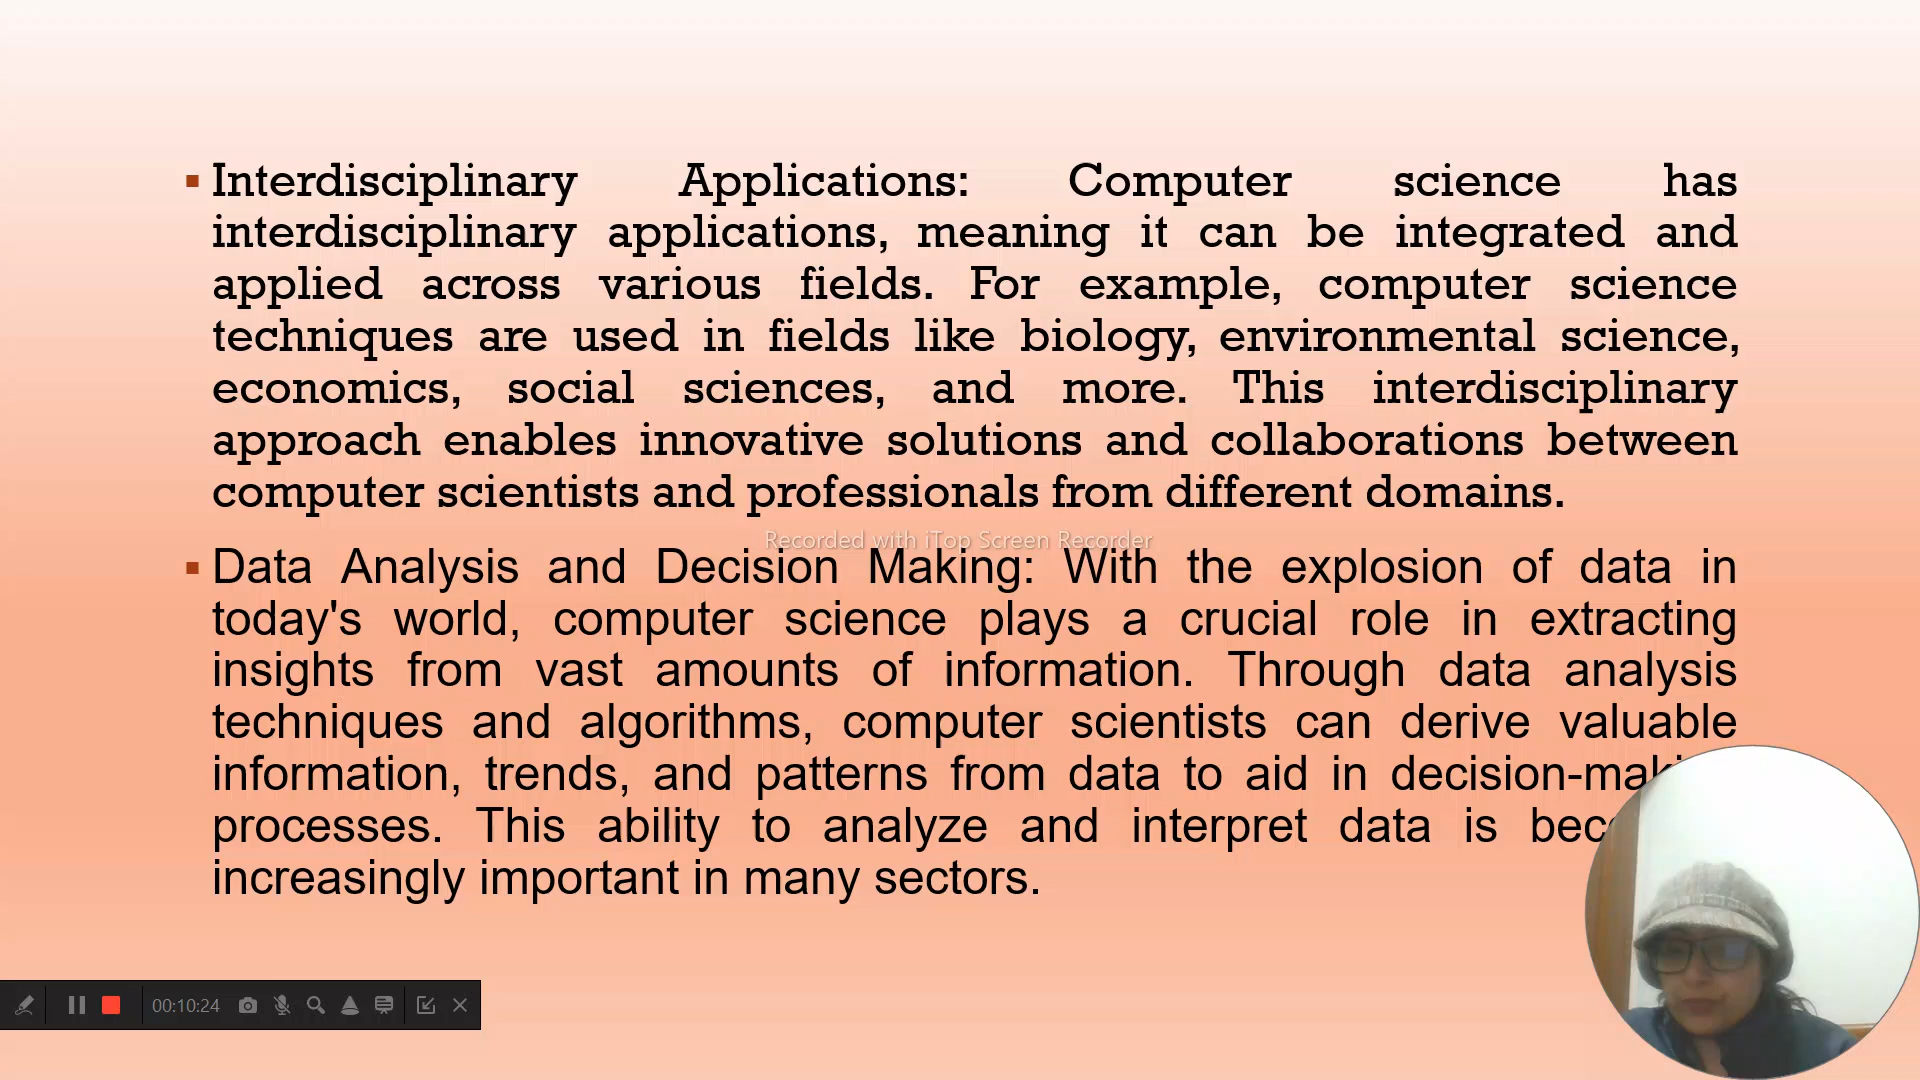 Interdisciplinary Applications: Computer science has
interdisciplinary applications, meaning it can be integrated and
applied across various fields. For example, computer science
techniques are used in fields like biology, environmental science,
economics, social sciences, and more. This interdisciplinary
approach enables innovative solutions and collaborations between
computer scientists and professionals from different domains.
Recorded with iTop Screen Recorder
Data Analysis and Decision Making: With the explosion of data in
today's world, computer science plays a crucial role in extracting
insights from vast amounts of information. Through data analysis
techniques and algorithms, computer scientists can derive valuable
information, trends, and patterns from data to aid in
processes. This ability to analyze and interpret data is
increasingly important in many sectors.
00:10:24